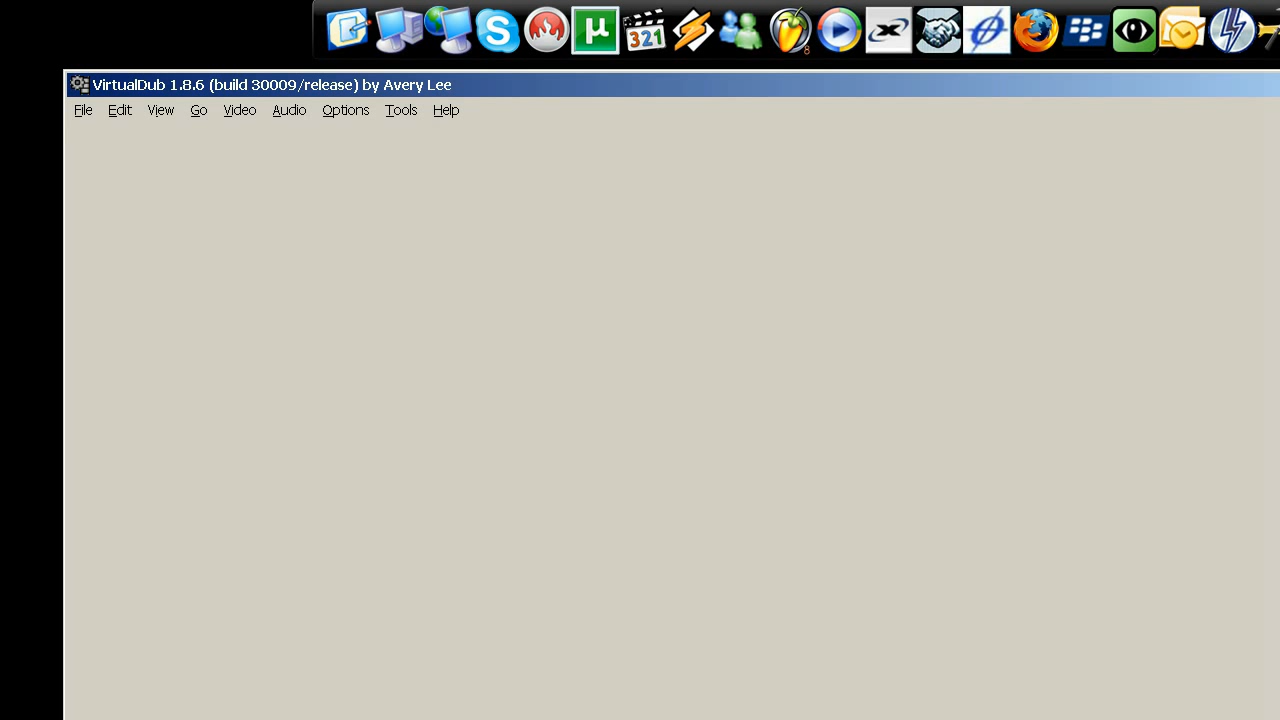 S
µ
321
8
X
VirtualDub 1.8.6 (build 30009/release) by Avery Lee
File Edit View Go Video Audio Options Tools Help